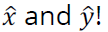 x̂ and ŷ!